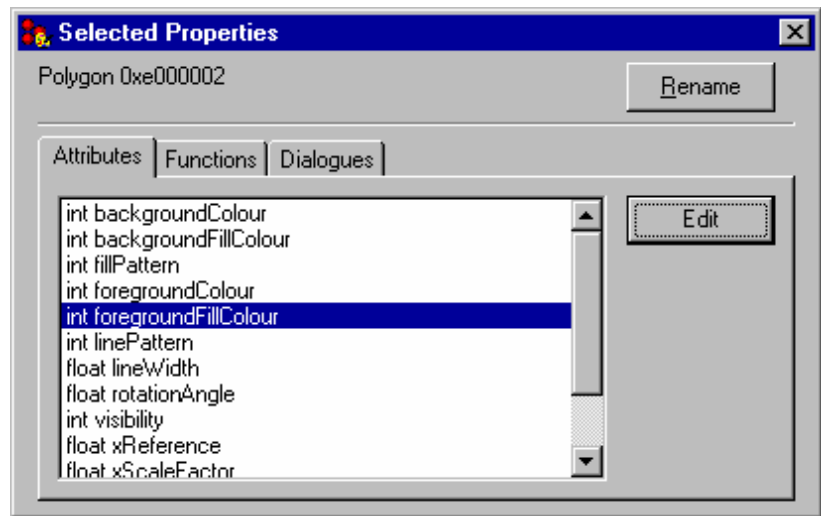 Selected Properties
Polygon 0xe000002
Rename
Attributes Functions Dialogues
int backgroundColour
Edit
int backgroundFillColour
int fillPattern
int foregroundColour
int foregroundFillColour
int linePattern
float lineWidth
float rotationAngle
int visibility
float xReference
float xScaleFactor